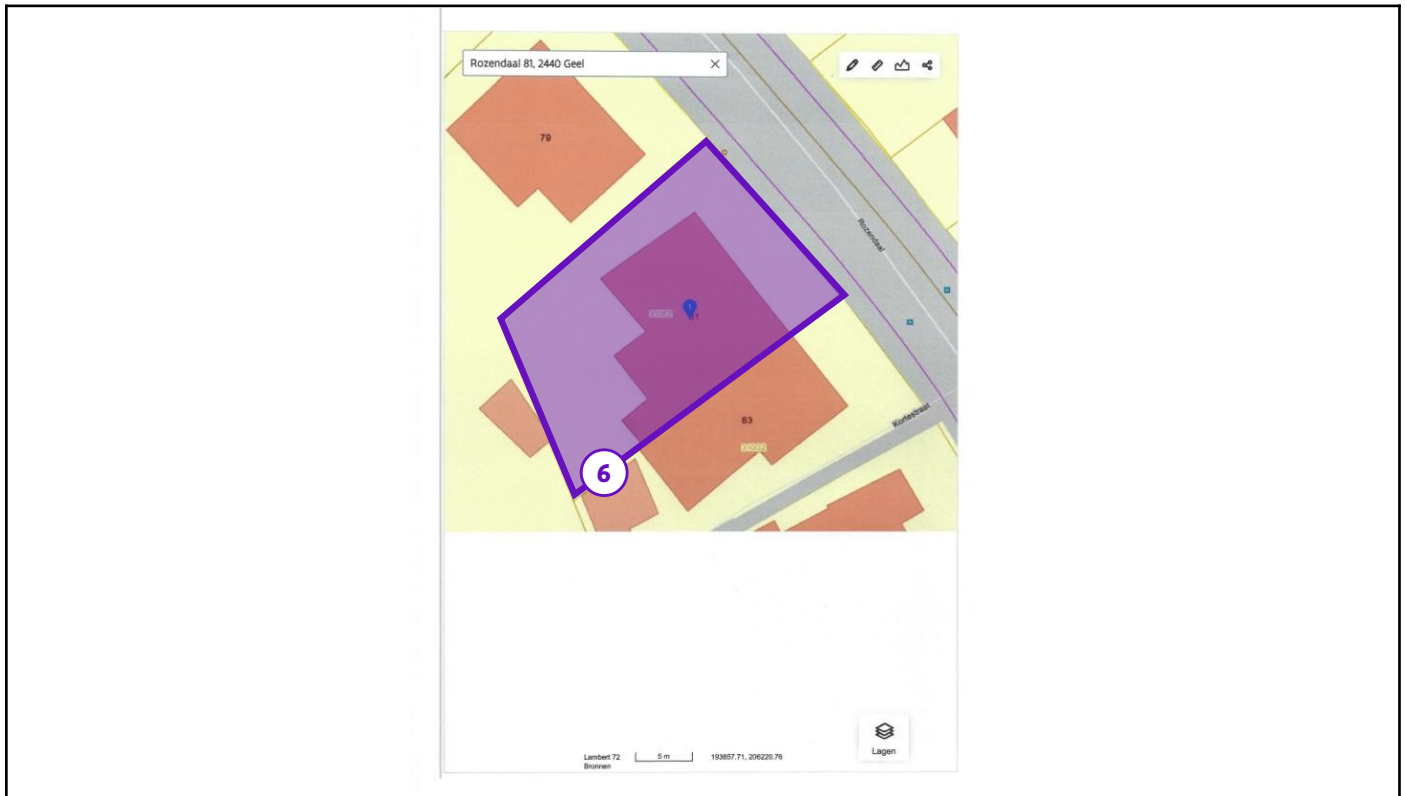 Rozendaal 81, 2440 Geel
79
Rozendaal
1
81
Kortestraat
83
6
Lambert 72
5 m
193857.71, 206220.76
Bronnen
Lagen